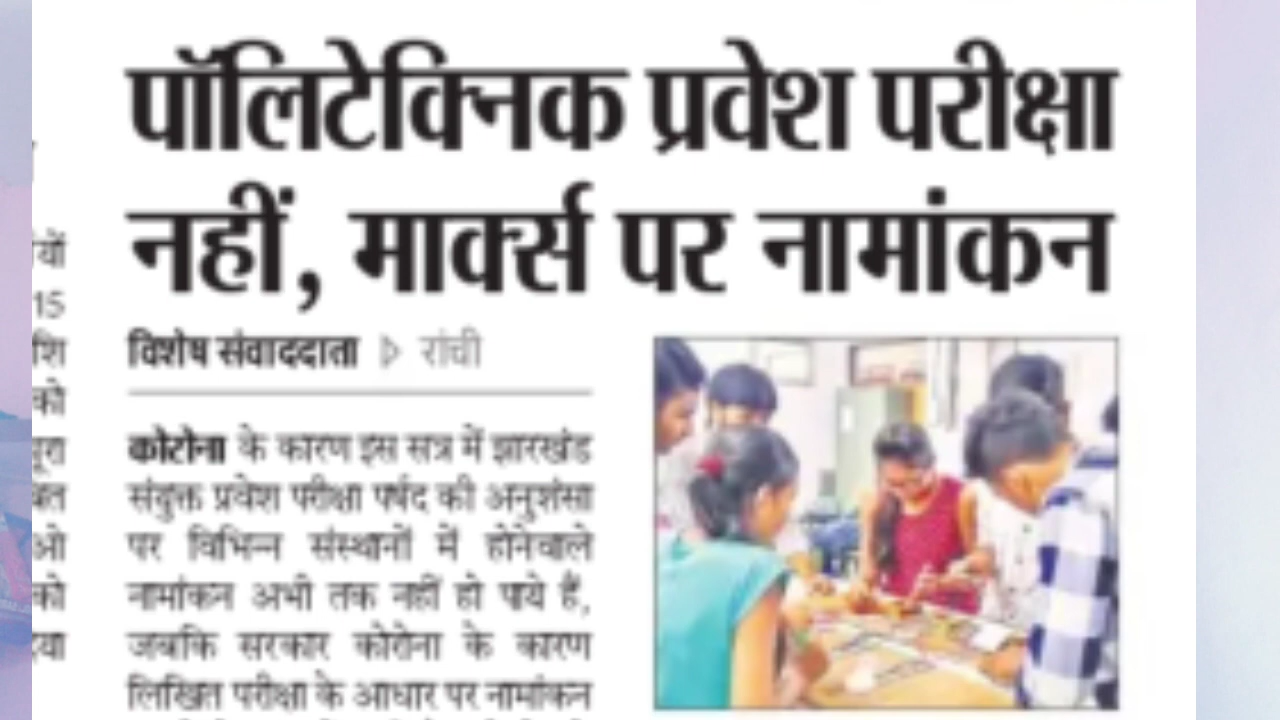 यों
15
शि
को
ओ
को
पॉलिटेक्निक प्रवेश परीक्षा
नहीं, मार्क्स पर नामांकन
विशेष संवाददाता ▷ रांची
कोरोना के कारण इस सत्र में झारखंड
संयुक्त प्रवेश परीक्षा पर्षद की अनुशंसा
पर विभिन्न संस्थानों में होनेवाले
नामांकन अभी तक नहीं हो पाये हैं,
जबकि सरकार कोरोना के कारण
लिखित परीक्षा के आधार पर नामांकन